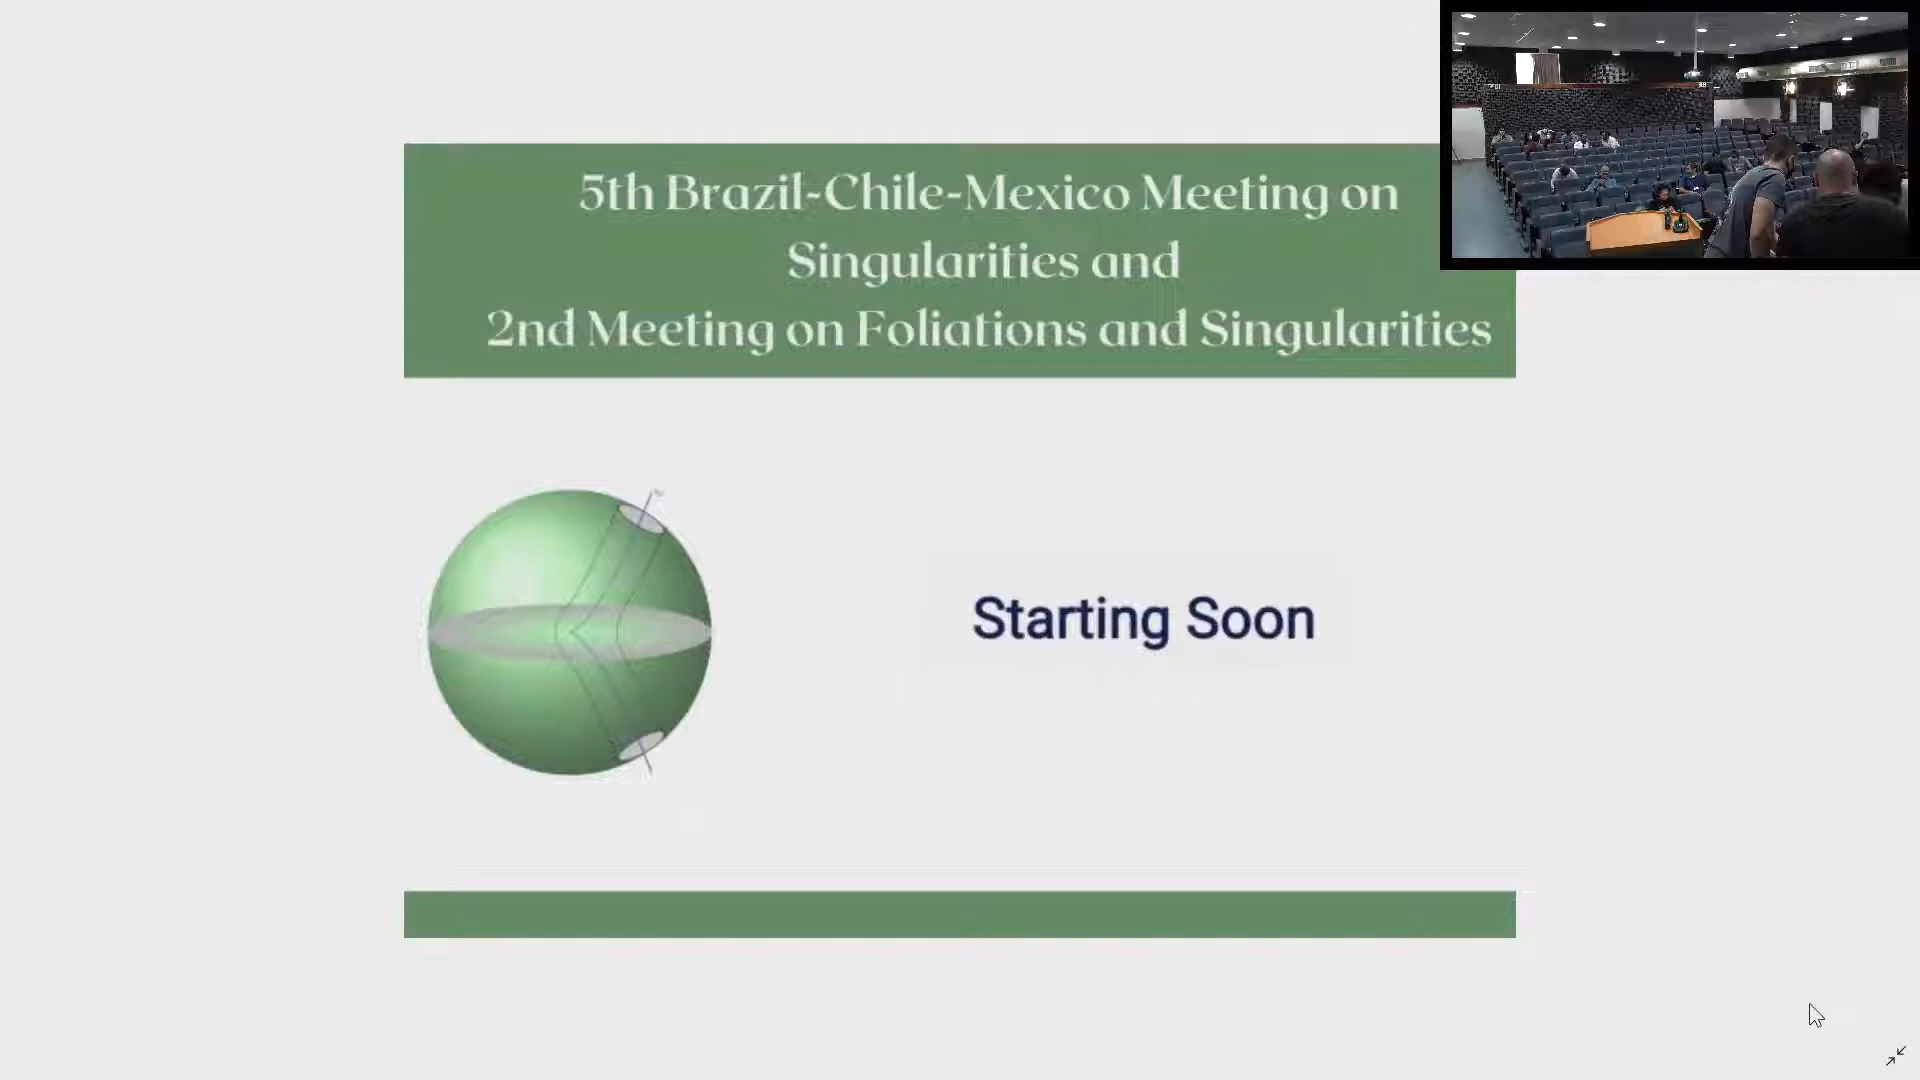 5th Brazil-Chile-Mexico Meeting on
Singularities and
2nd Meeting on Foliations and Singularities
Starting Soon